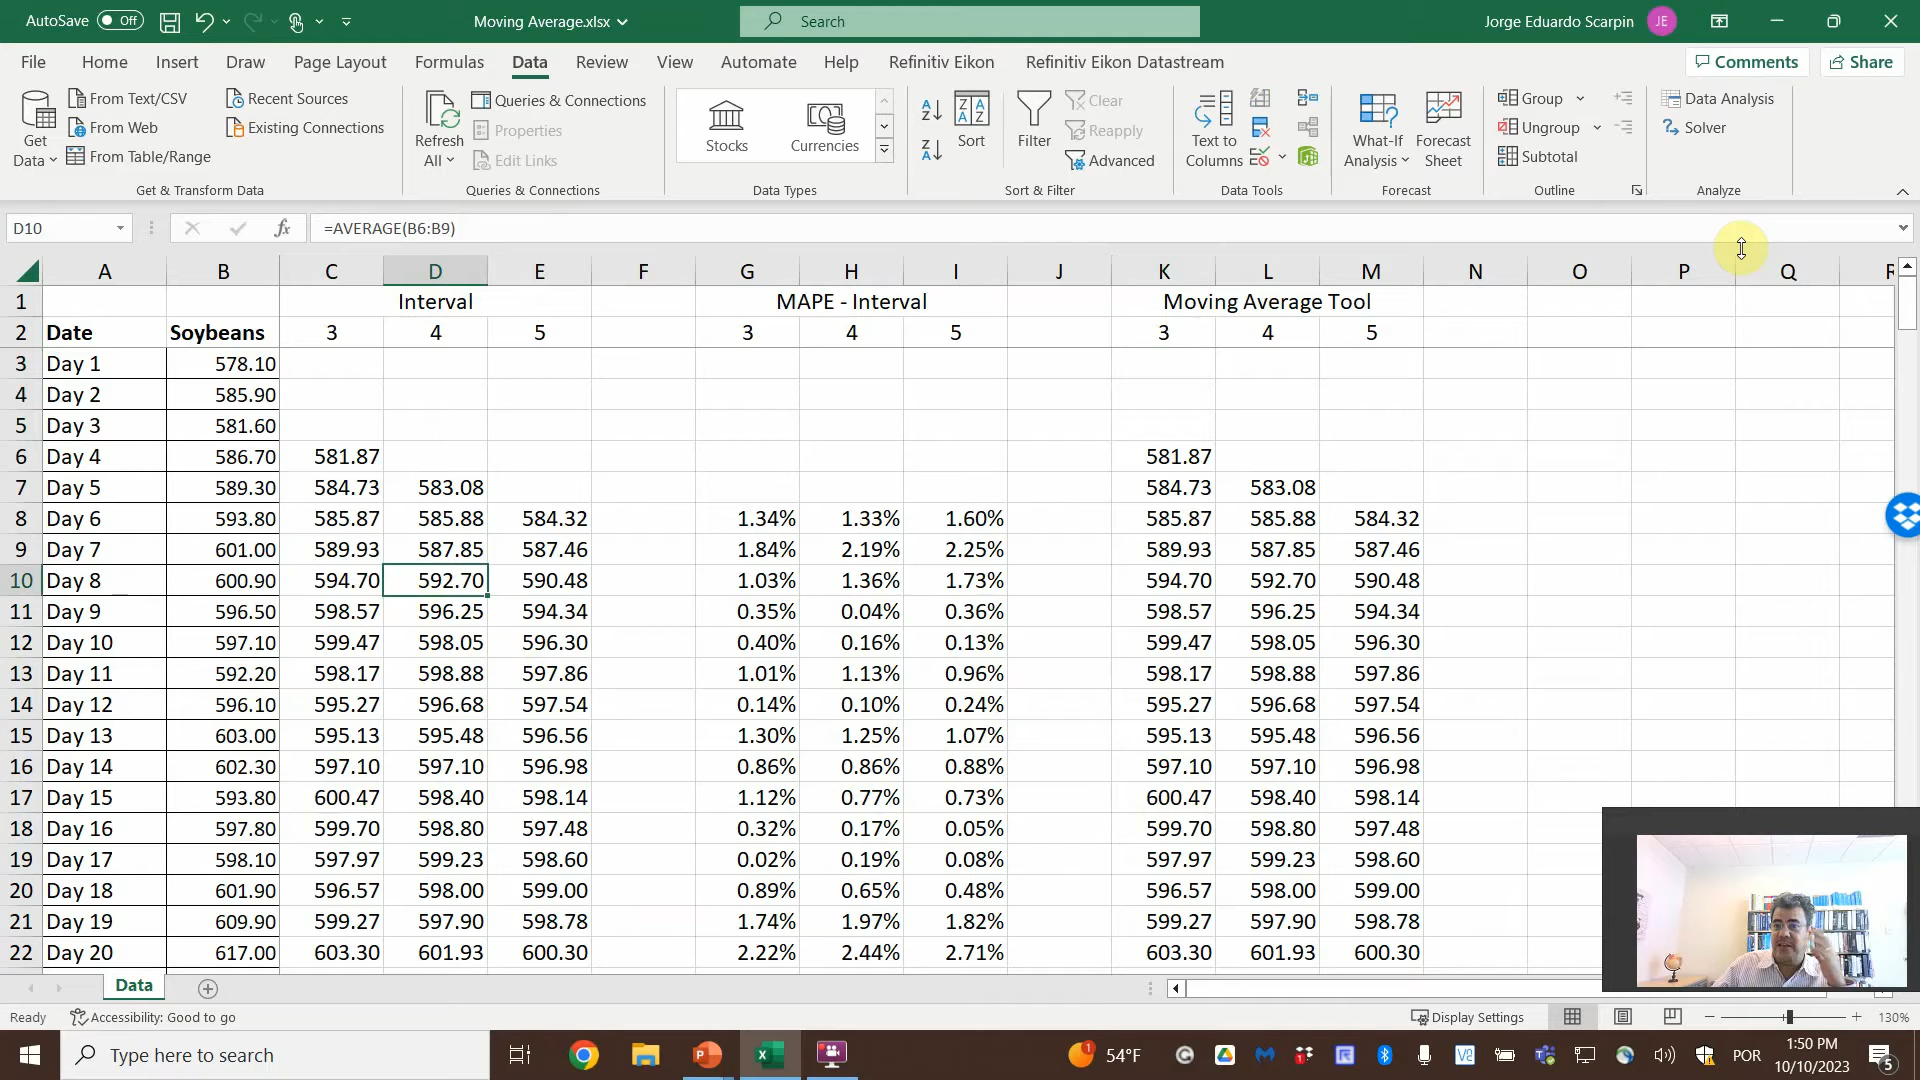 AutoSave Off Moving Average.xlsx Search Jorge Eduardo Scarpin JE
File Home Insert Draw Page Layout Formulas Data Review View Automate Help Refinitiv Eikon Refinitiv Eikon Datastream Comments Share
Get Data
From Text/CSV
From Web
From Table/Range
Recent Sources
Existing Connections
Get & Transform Data
Refresh All
Queries & Connections
Properties
Edit Links
Queries & Connections
Stocks
Currencies
Data Types
Sort
Filter
Clear
Reapply
Advanced
Sort & Filter
Text to Columns
Data Tools
What-If Analysis
Forecast Sheet
Forecast
Group
Ungroup
Subtotal
Outline
Data Analysis
Solver
Analyze
D10 fx =AVERAGE(B6:B9)
A B C D E F G H I J K L M N O P Q R
1 Interval MAPE - Interval Moving Average Tool
2 Date Soybeans 3 4 5 3 4 5 3 4 5
3 Day 1 578.10
4 Day 2 585.90
5 Day 3 581.60
6 Day 4 586.70 581.87 581.87
7 Day 5 589.30 584.73 583.08 584.73 583.08
8 Day 6 593.80 585.87 585.88 584.32 1.34% 1.33% 1.60% 585.87 585.88 584.32
9 Day 7 601.00 589.93 587.85 587.46 1.84% 2.19% 2.25% 589.93 587.85 587.46
10 Day 8 600.90 594.70 592.70 590.48 1.03% 1.36% 1.73% 594.70 592.70 590.48
11 Day 9 596.50 598.57 596.25 594.34 0.35% 0.04% 0.36% 598.57 596.25 594.34
12 Day 10 597.10 599.47 598.05 596.30 0.40% 0.16% 0.13% 599.47 598.05 596.30
13 Day 11 592.20 598.17 598.88 597.86 1.01% 1.13% 0.96% 598.17 598.88 597.86
14 Day 12 596.10 595.27 596.68 597.54 0.14% 0.10% 0.24% 595.27 596.68 597.54
15 Day 13 603.00 595.13 595.48 596.56 1.30% 1.25% 1.07% 595.13 595.48 596.56
16 Day 14 602.30 597.10 597.10 596.98 0.86% 0.86% 0.88% 597.10 597.10 596.98
17 Day 15 593.80 600.47 598.40 598.14 1.12% 0.77% 0.73% 600.47 598.40 598.14
18 Day 16 597.80 599.70 598.80 597.48 0.32% 0.17% 0.05% 599.70 598.80 597.48
19 Day 17 598.10 597.97 599.23 598.60 0.02% 0.19% 0.08% 597.97 599.23 598.60
20 Day 18 601.90 596.57 598.00 599.00 0.89% 0.65% 0.48% 596.57 598.00 599.00
21 Day 19 609.90 599.27 597.90 598.78 1.74% 1.97% 1.82% 599.27 597.90 598.78
22 Day 20 617.00 603.30 601.93 600.30 2.22% 2.44% 2.71% 603.30 601.93 600.30
Data
Ready Accessibility: Good to go Display Settings 130%
Type here to search 1 54°F POR 1:50 PM
10/10/2023 5